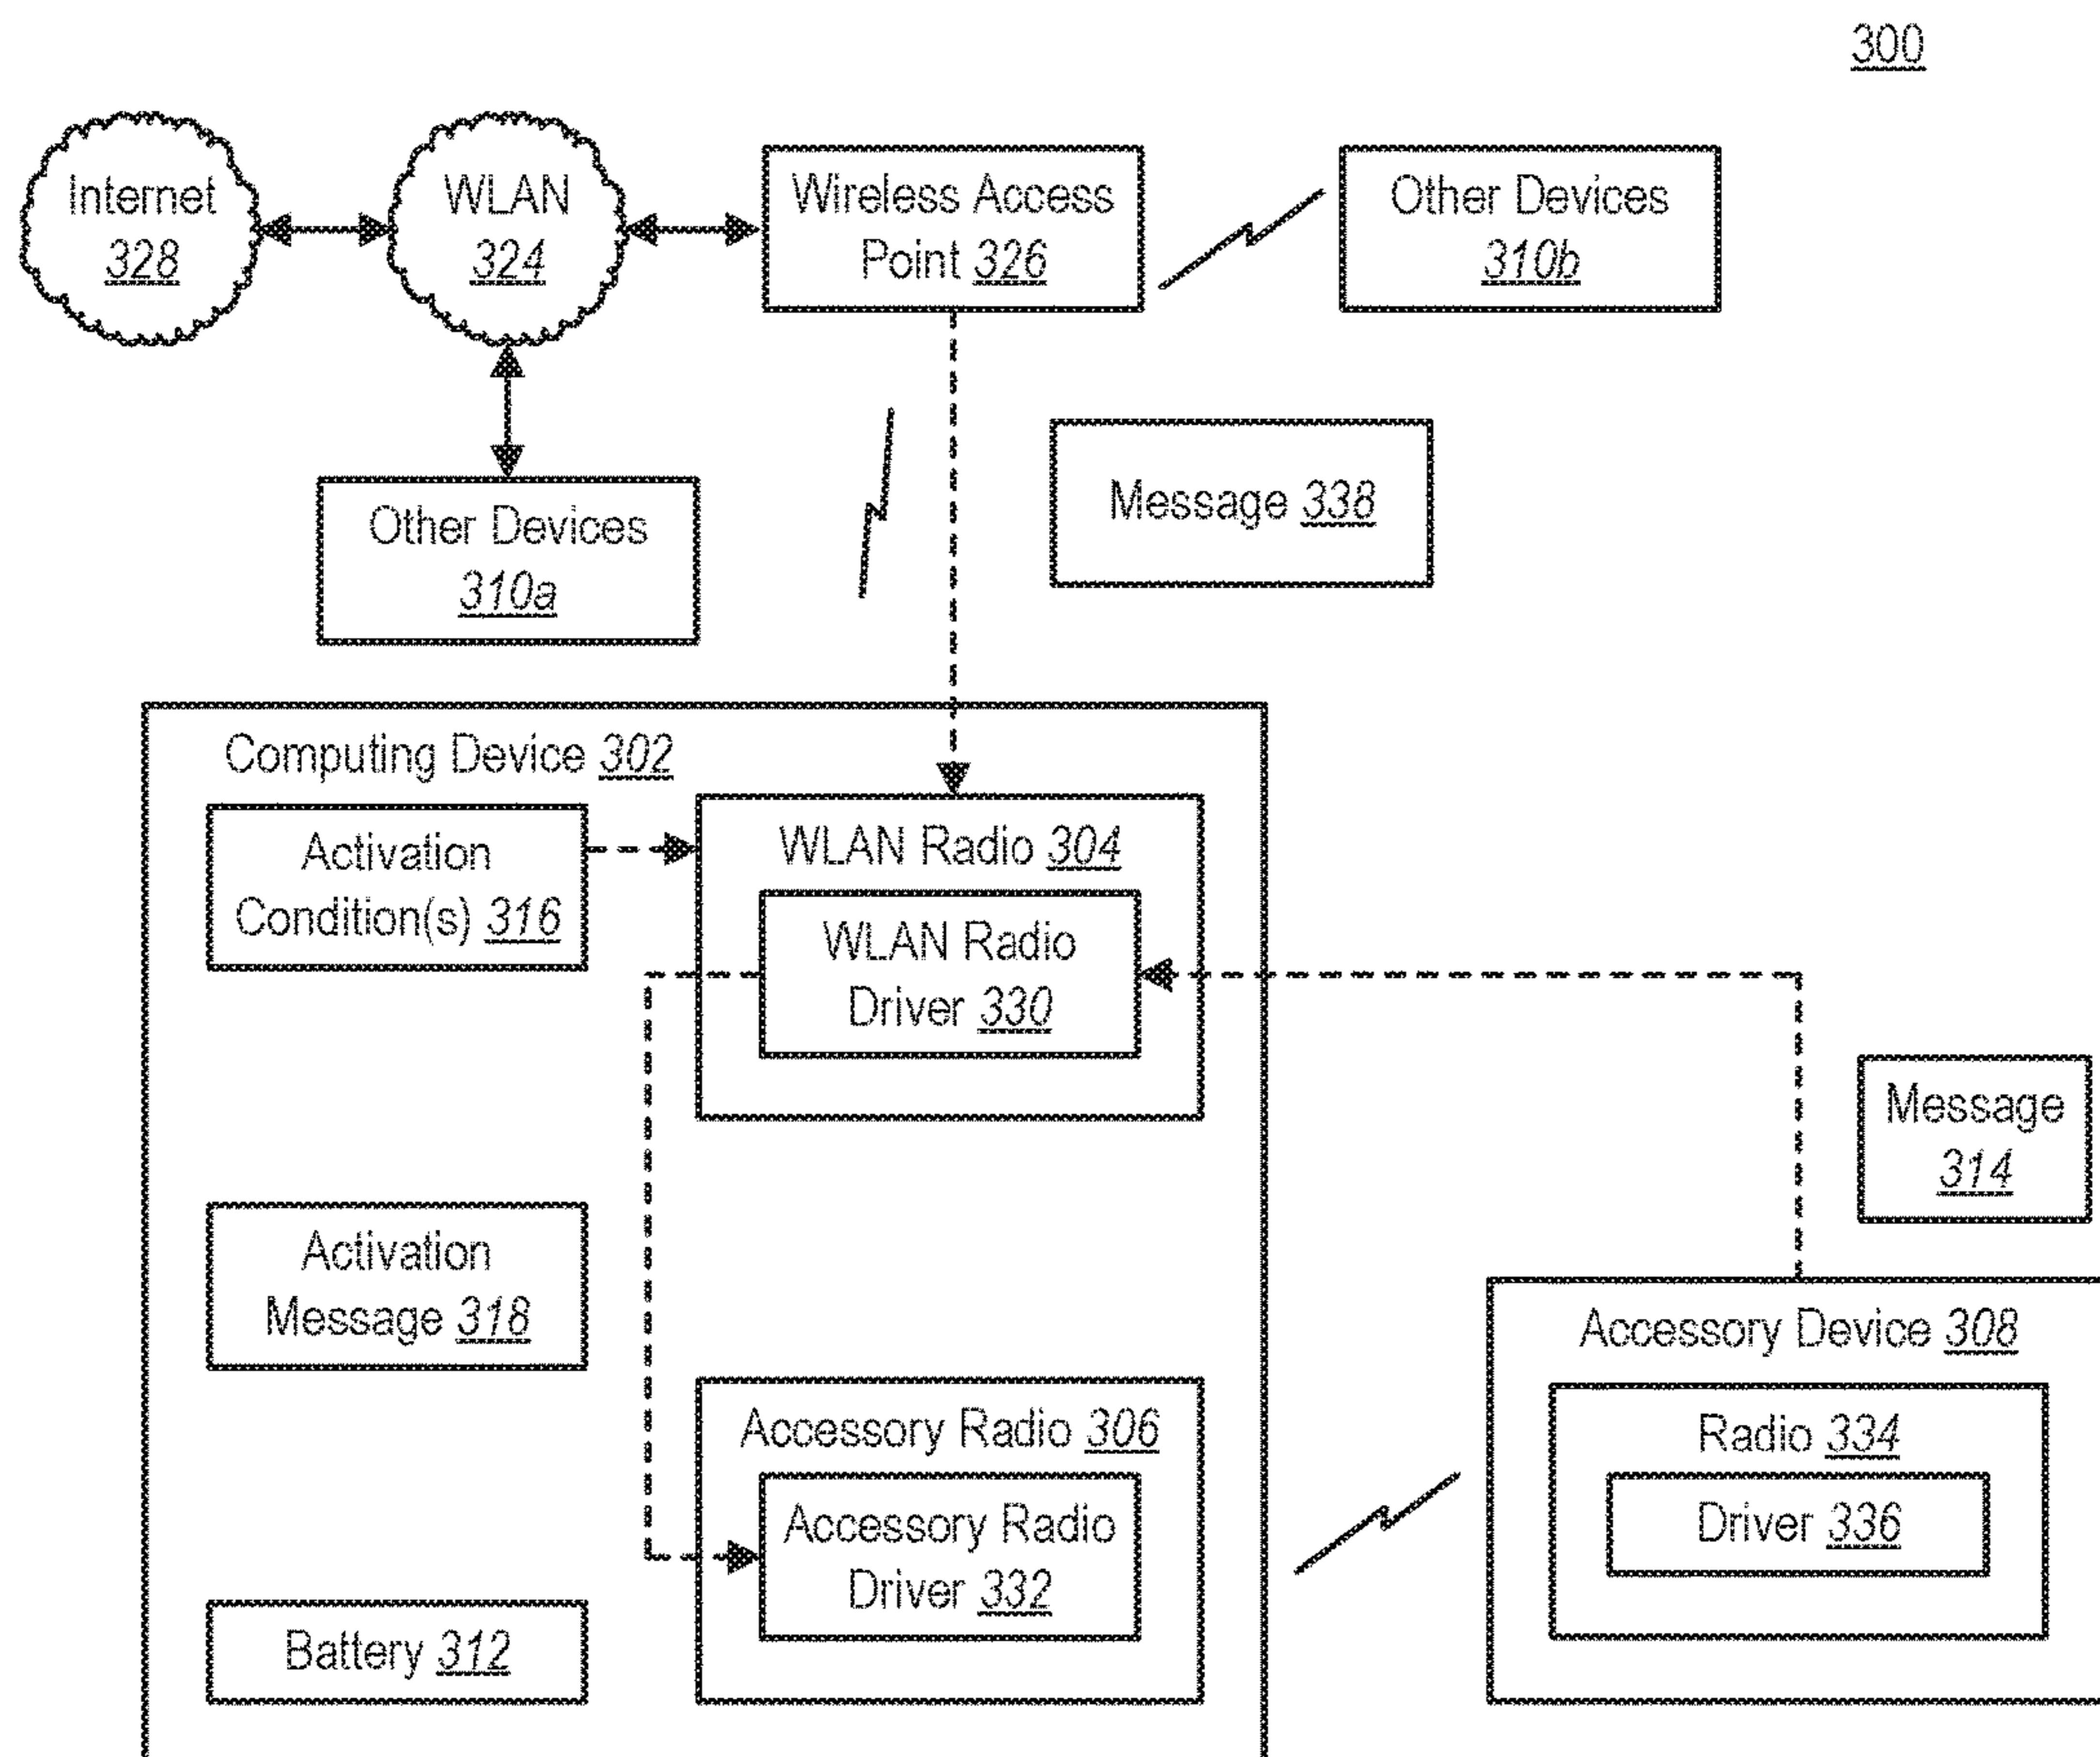 300
Internet
328
WLAN
324
Wireless Access
Point 326
Other Devices
310b
Other Devices
310a
Message 338
Computing Device 302
Activation
Condition(s) 316
WLAN Radio 304
WLAN Radio
Driver 330
Message
314
Activation
Message 318
Accessory Device 308
Radio 334
Driver 336
Accessory Radio 306
Accessory Radio
Driver 332
Battery 312